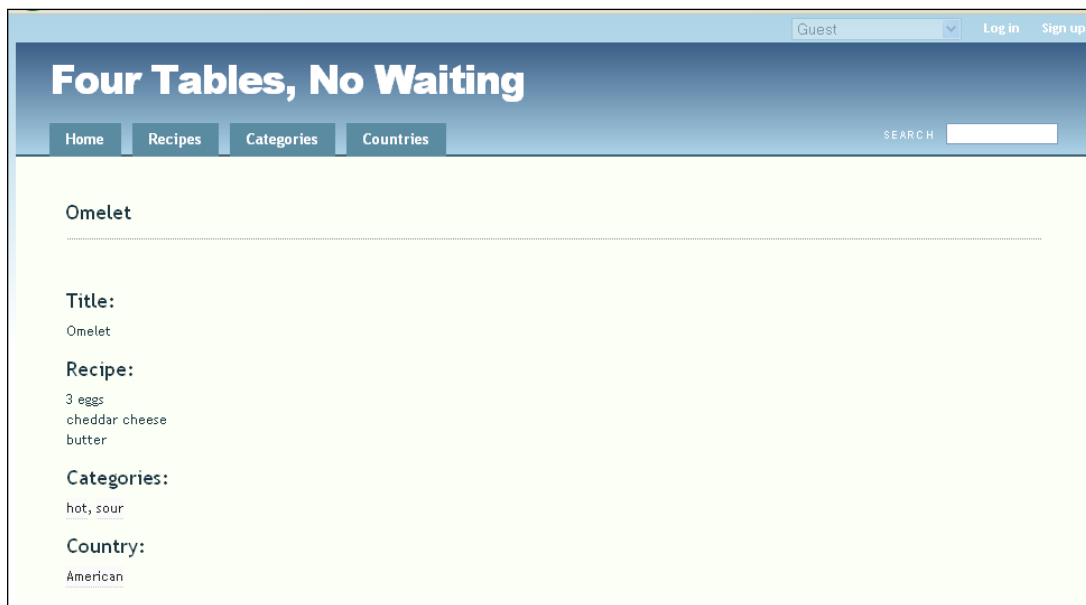 Guest Log in Sign up
Four Tables, No Waiting
Home Recipes Categories Countries SEARCH
Omelet
Title:
Omelet
Recipe:
3 eggs
cheddar cheese
butter
Categories:
hot, sour
Country:
American